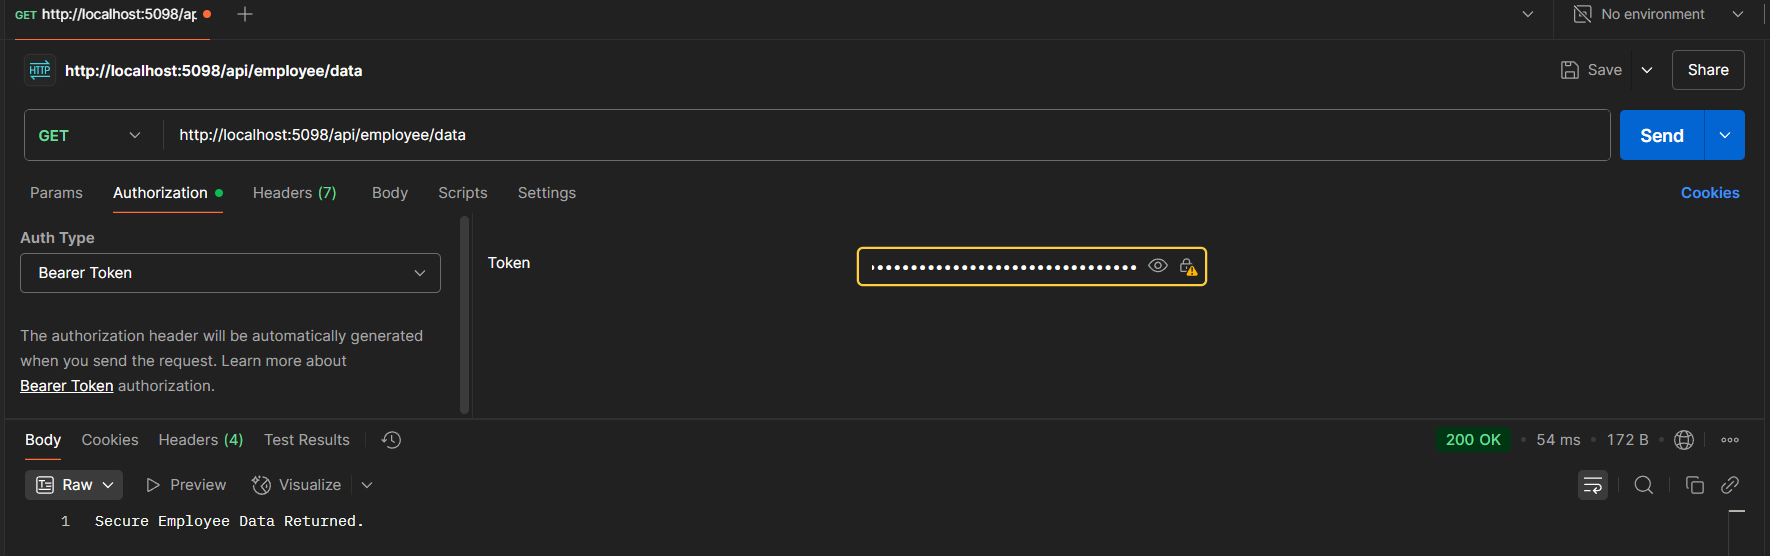 GET http://localhost:5098/ap
No environment
HTTP http://localhost:5098/api/employee/data
Save
Share
GET http://localhost:5098/api/employee/data
Send
Params Authorization Headers (7) Body Scripts Settings
Cookies
Auth Type
Bearer Token
The authorization header will be automatically generated
when you send the request. Learn more about
Bearer Token authorization.
Token
Body Cookies Headers (4) Test Results
200 OK • 54 ms • 172 B
Raw Preview Visualize
1 Secure Employee Data Returned.